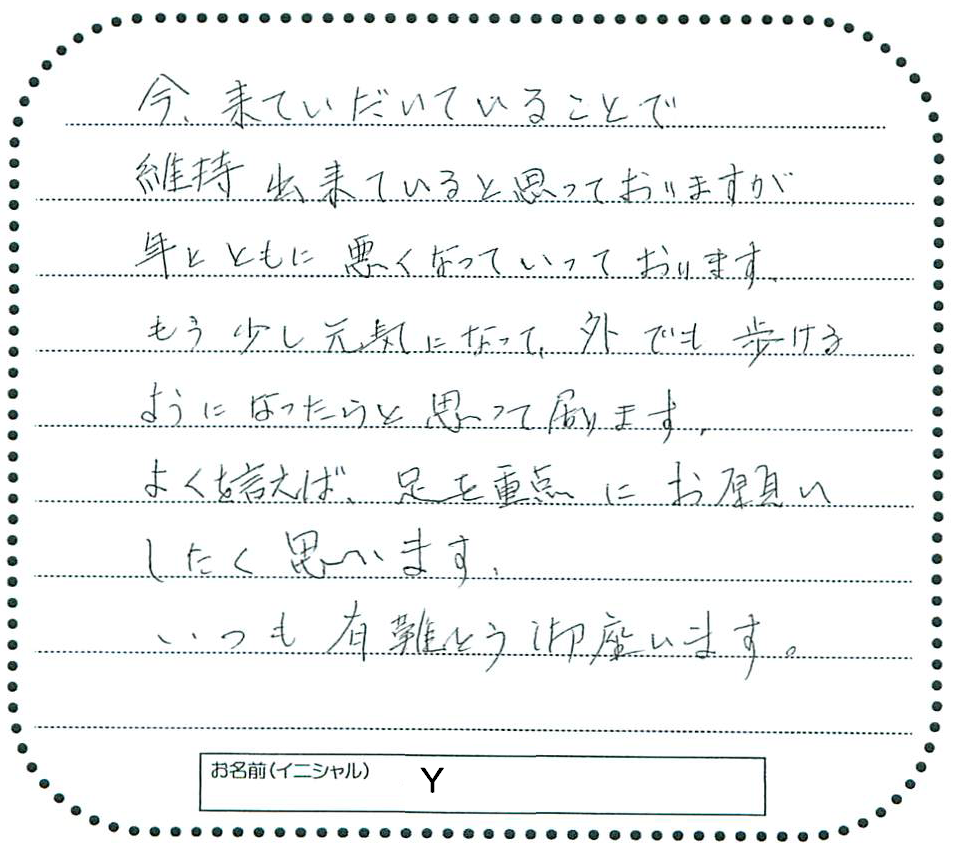 今、来ていだいていることで
維持出来ていると思っておりますが
年とともに悪くなっていっております。
もう少し元気になって、外でも歩ける
ようになったらと思って居ります。
よくを言えば、足を重点にお願い
したく思います。
いつも有難とう御座います。
お名前(イニシャル) Y